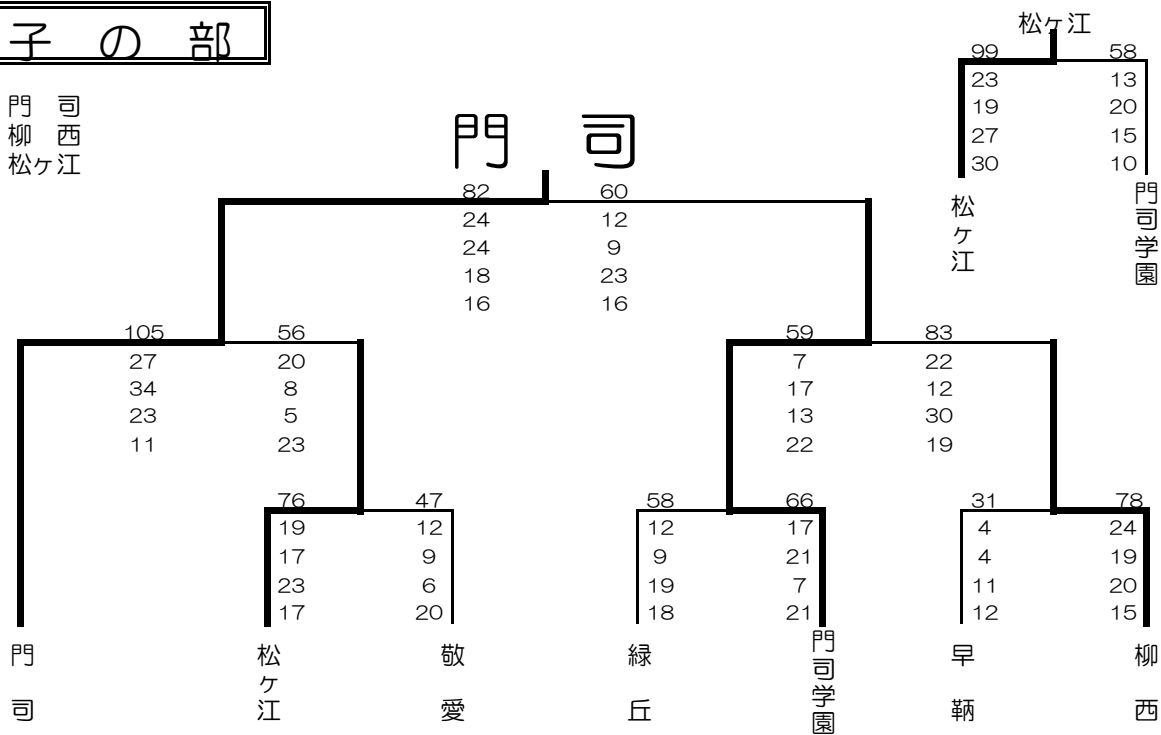 子の部
門司
柳西
松ヶ江
松ヶ江
99 58
23 13
19 20
27 15
30 10
松ヶ江 門司学園
門司
82 60
24 12
24 9
18 23
16 16
105 56 59 83
27 20 7 22
34 8 17 12
23 5 13 30
11 23 22 19
76 47 58 66 31 78
19 12 12 17 4 24
17 9 9 21 4 19
23 6 19 7 11 20
17 20 18 21 12 15
門司 松ヶ江 敬愛 緑丘 門司学園 早鞆 柳西